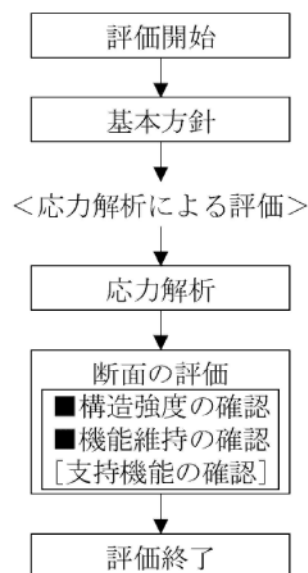 評価開始
基本方針
＜応力解析による評価＞
応力解析
断面の評価
■構造強度の確認
■機能維持の確認
[支持機能の確認]
評価終了